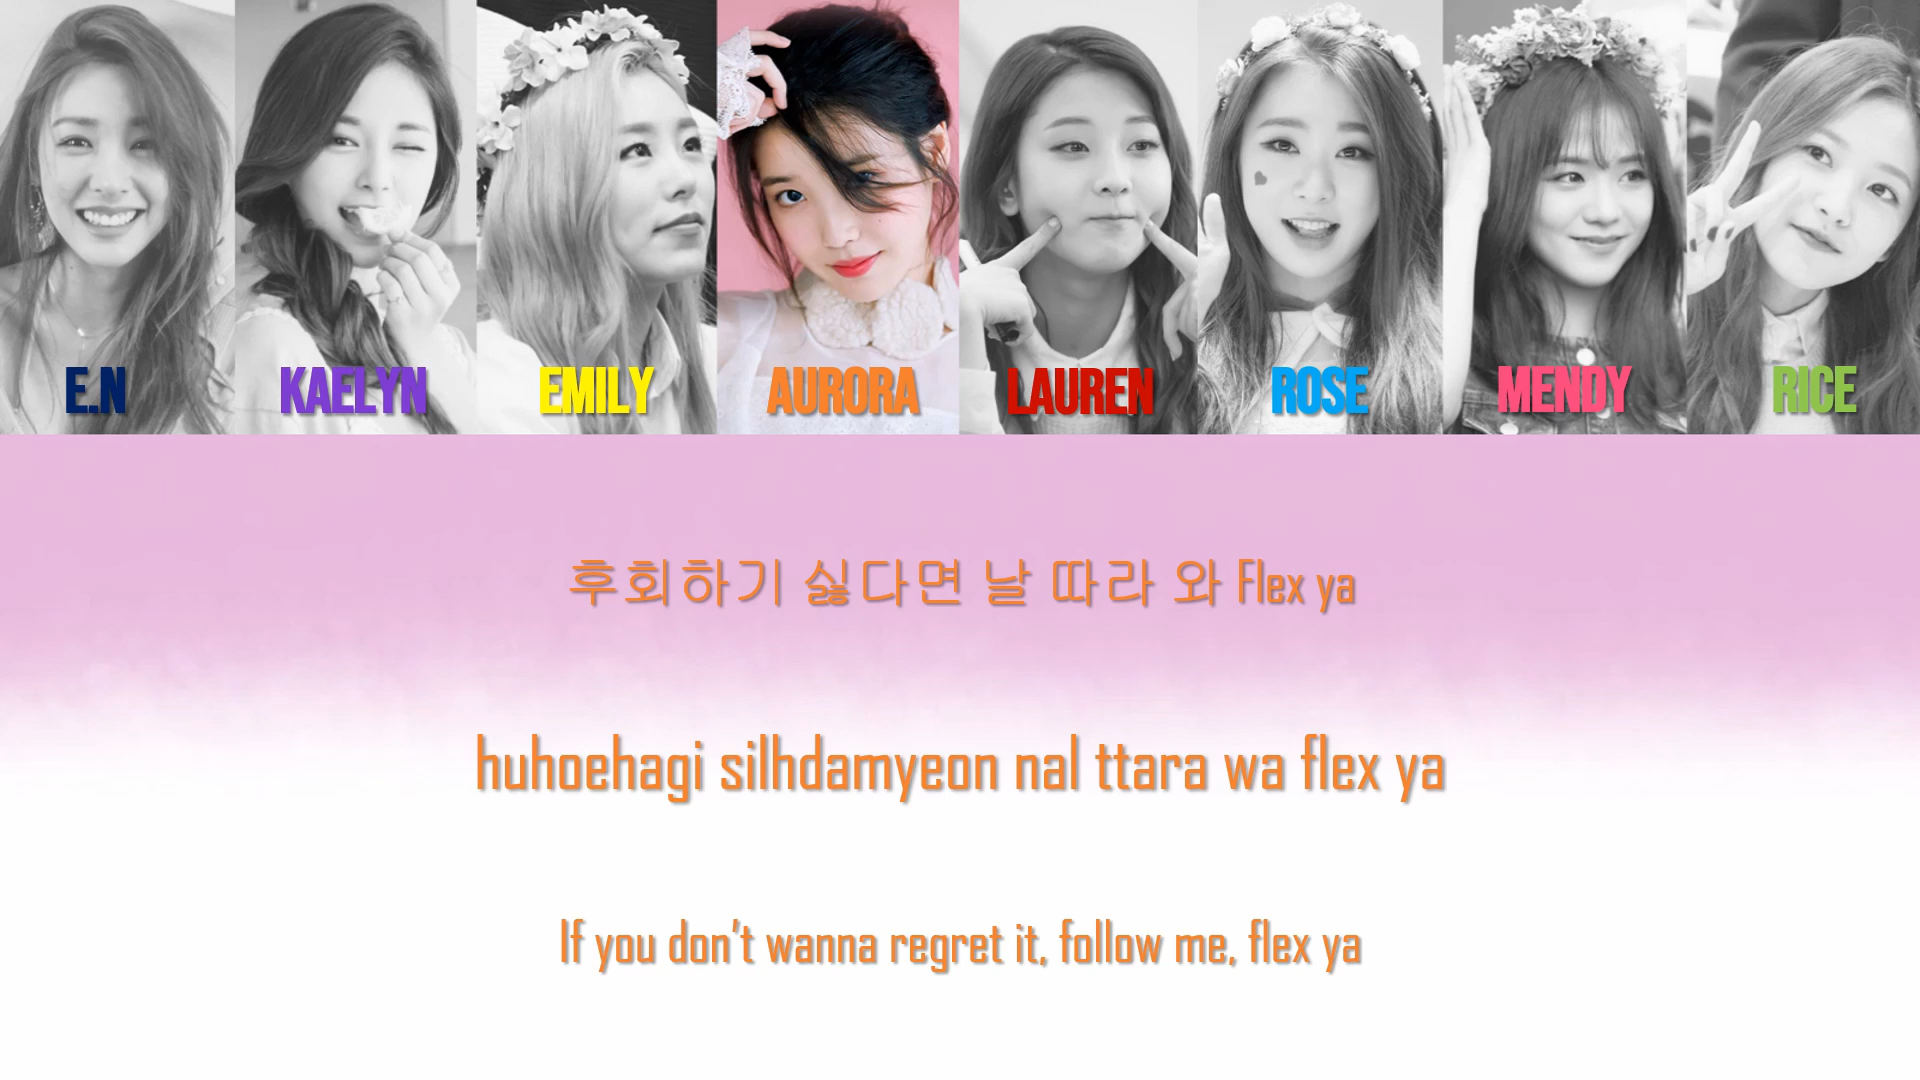 E.N KAELYN EMILY AURORA LAUREN ROSE MENDY RICE
후회하기 싫다면 날 따라 와 Flex ya
huhoehagi silhdamyeon nal ttara wa flex ya
If you don't wanna regret it, follow me, flex ya